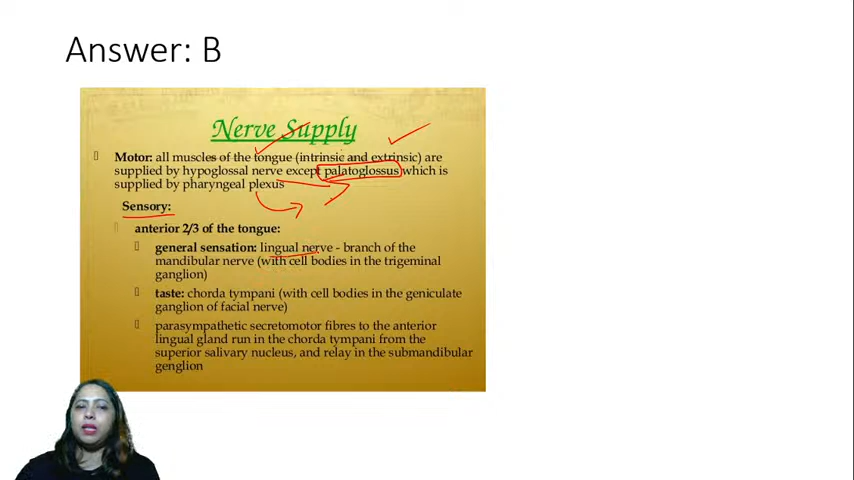 Answer: B
Nerve Supply
Motor: all muscles of the tongue (intrinsic and extrinsic) are
supplied by hypoglossal nerve except palatoglossus which is
supplied by pharyngeal plexus
Sensory:
anterior 2/3 of the tongue:
general sensation: lingual nerve - branch of the
mandibular nerve (with cell bodies in the trigeminal
ganglion)
taste: chorda tympani (with cell bodies in the geniculate
ganglion of facial nerve)
parasympathetic secretomotor fibres to the anterior
lingual gland run in the chorda tympani from the
superior salivary nucleus, and relay in the submandibular
genglion